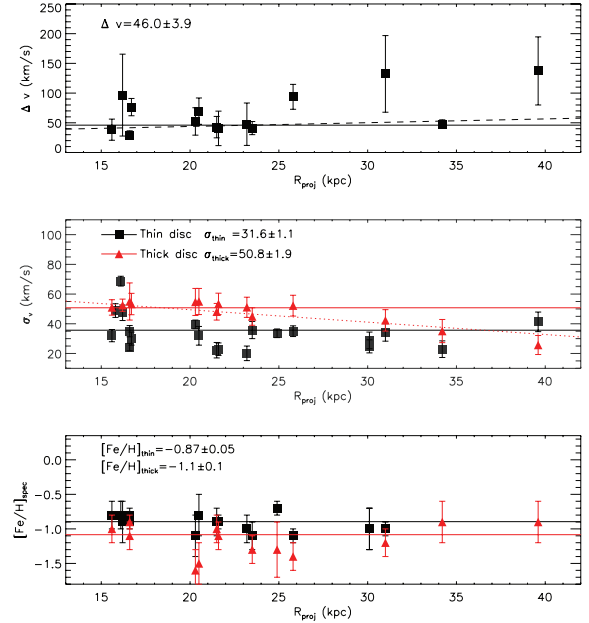 250
200
150
100
50
0
Δ v (km/s)
Δ v=46.0±3.9
15 20 25 30 35 40
R_proj (kpc)
100
80
60
40
20
σ_v (km/s)
Thin disc σ_thin =31.6±1.1
Thick disc σ_thick=50.8±1.9
15 20 25 30 35 40
R_proj (kpc)
0.0
−0.5
−1.0
−1.5
[Fe/H]_spec
[Fe/H]_thin=−0.87±0.05
[Fe/H]_thick=−1.1±0.1
15 20 25 30 35 40
R_proj (kpc)